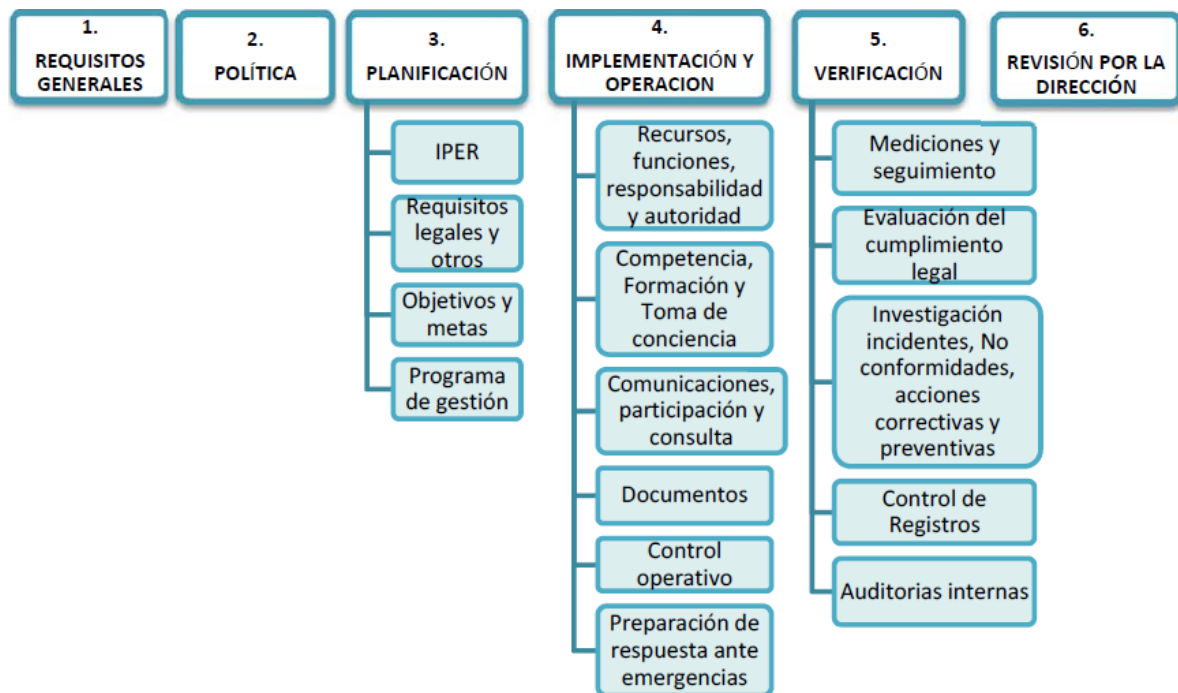 1.
REQUISITOS
GENERALES
2.
POLÍTICA
3.
PLANIFICACIÓN
IPER
Requisitos
legales y
otros
Objetivos y
metas
Programa
de gestión
4.
IMPLEMENTACIÓN Y
OPERACION
Recursos,
funciones,
responsabilidad
y autoridad
Competencia,
Formación y
Toma de
conciencia
Comunicaciones,
participación y
consulta
Documentos
Control
operativo
Preparación de
respuesta ante
emergencias
5.
VERIFICACIÓN
Mediciones y
seguimiento
Evaluación del
cumplimiento
legal
Investigación
incidentes, No
conformidades,
acciones
correctivas y
preventivas
Control de
Registros
Auditorias internas
6.
REVISIÓN POR LA
DIRECCIÓN